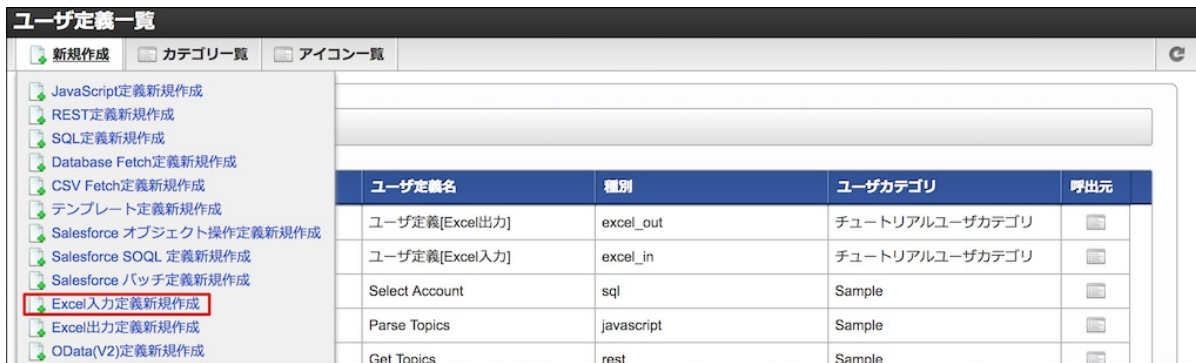 ユーザ定義一覧
新規作成 カテゴリ一覧 アイコン一覧
JavaScript定義新規作成
REST定義新規作成
SQL定義新規作成
Database Fetch定義新規作成
CSV Fetch定義新規作成
テンプレート定義新規作成
Salesforce オブジェクト操作定義新規作成
Salesforce SOQL 定義新規作成
Salesforce バッチ定義新規作成
Excel入力定義新規作成
Excel出力定義新規作成
OData(V2)定義新規作成
ユーザ定義名 種別 ユーザカテゴリ 呼出元
ユーザ定義[Excel出力] excel_out チュートリアルユーザカテゴリ
ユーザ定義[Excel入力] excel_in チュートリアルユーザカテゴリ
Select Account sql Sample
Parse Topics javascript Sample
Get Topics rest Sample